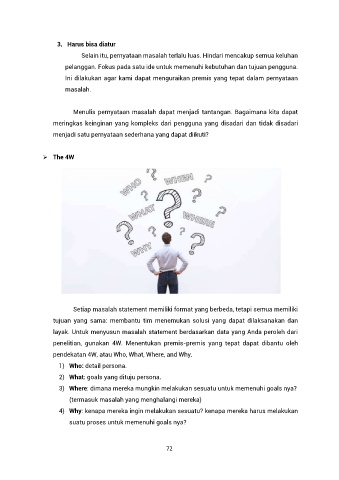 3. Harus bisa diatur
Selain itu, pernyataan masalah terlalu luas. Hindari mencakup semua keluhan
pelanggan. Fokus pada satu ide untuk memenuhi kebutuhan dan tujuan pengguna.
Ini dilakukan agar kami dapat menguraikan premis yang tepat dalam pernyataan
masalah.
Menulis pernyataan masalah dapat menjadi tantangan. Bagaimana kita dapat
meringkas keinginan yang kompleks dari pengguna yang disadari dan tidak disadari
menjadi satu pernyataan sederhana yang dapat diikuti?
➢ The 4W
WHO ? WHEN ?
WHAT ? WHERE ?
? ?
WHY
Setiap masalah statement memiliki format yang berbeda, tetapi semua memiliki
tujuan yang sama: membantu tim menemukan solusi yang dapat dilaksanakan dan
layak. Untuk menyusun masalah statement berdasarkan data yang Anda peroleh dari
penelitian, gunakan 4W. Menentukan premis-premis yang tepat dapat dibantu oleh
pendekatan 4W, atau Who, What, Where, and Why.
1) Who: detail persona.
2) What: goals yang dituju persona.
3) Where: dimana mereka mungkin melakukan sesuatu untuk memenuhi goals nya?
(termasuk masalah yang menghalangi mereka)
4) Why: kenapa mereka ingin melakukan sesuatu? kenapa mereka harus melakukan
suatu proses untuk memenuhi goals nya?
72